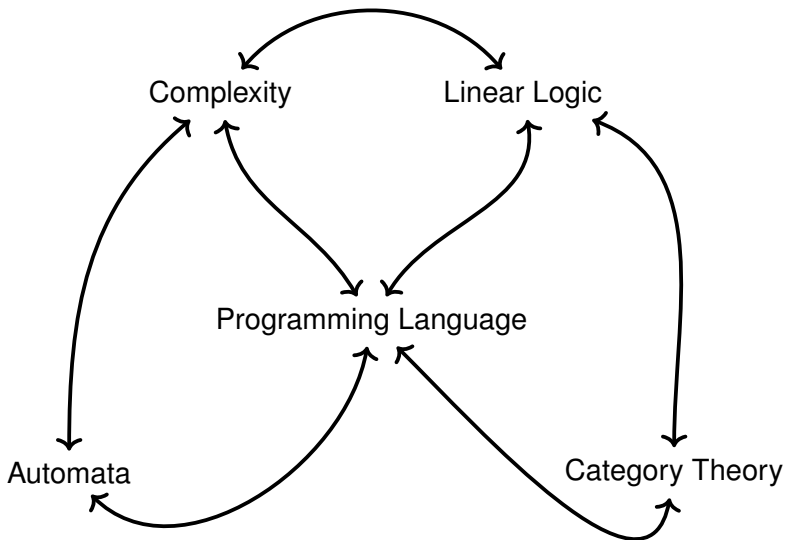 Complexity
Linear Logic
Programming Language
Automata
Category Theory